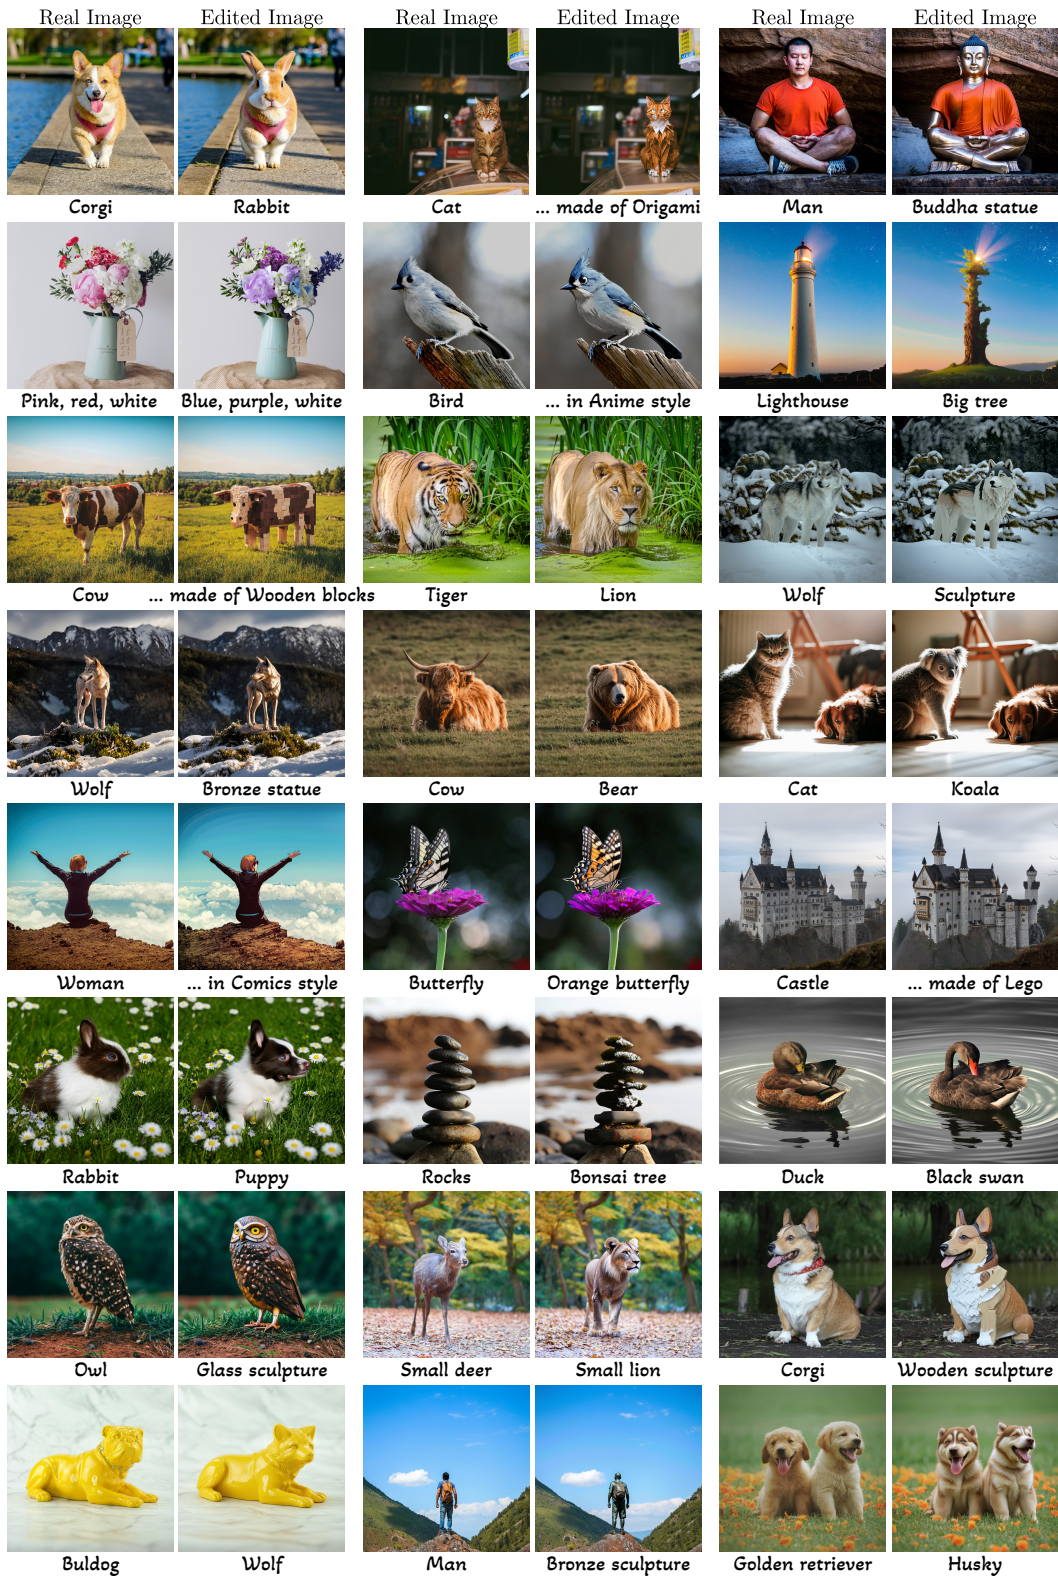 Real Image Edited Image Real Image Edited Image Real Image Edited Image
Corgi Rabbit Cat ... made of Origami Man Buddha statue
Pink, red, white Blue, purple, white Bird ... in Anime style Lighthouse Big tree
Cow ... made of Wooden blocks Tiger Lion Wolf Sculpture
Wolf Bronze statue Cow Bear Cat Koala
Woman ... in Comics style Butterfly Orange butterfly Castle ... made of Lego
Rabbit Puppy Rocks Bonsai tree Duck Black swan
Owl Glass sculpture Small deer Small lion Corgi Wooden sculpture
Buldog Wolf Man Bronze sculpture Golden retriever Husky